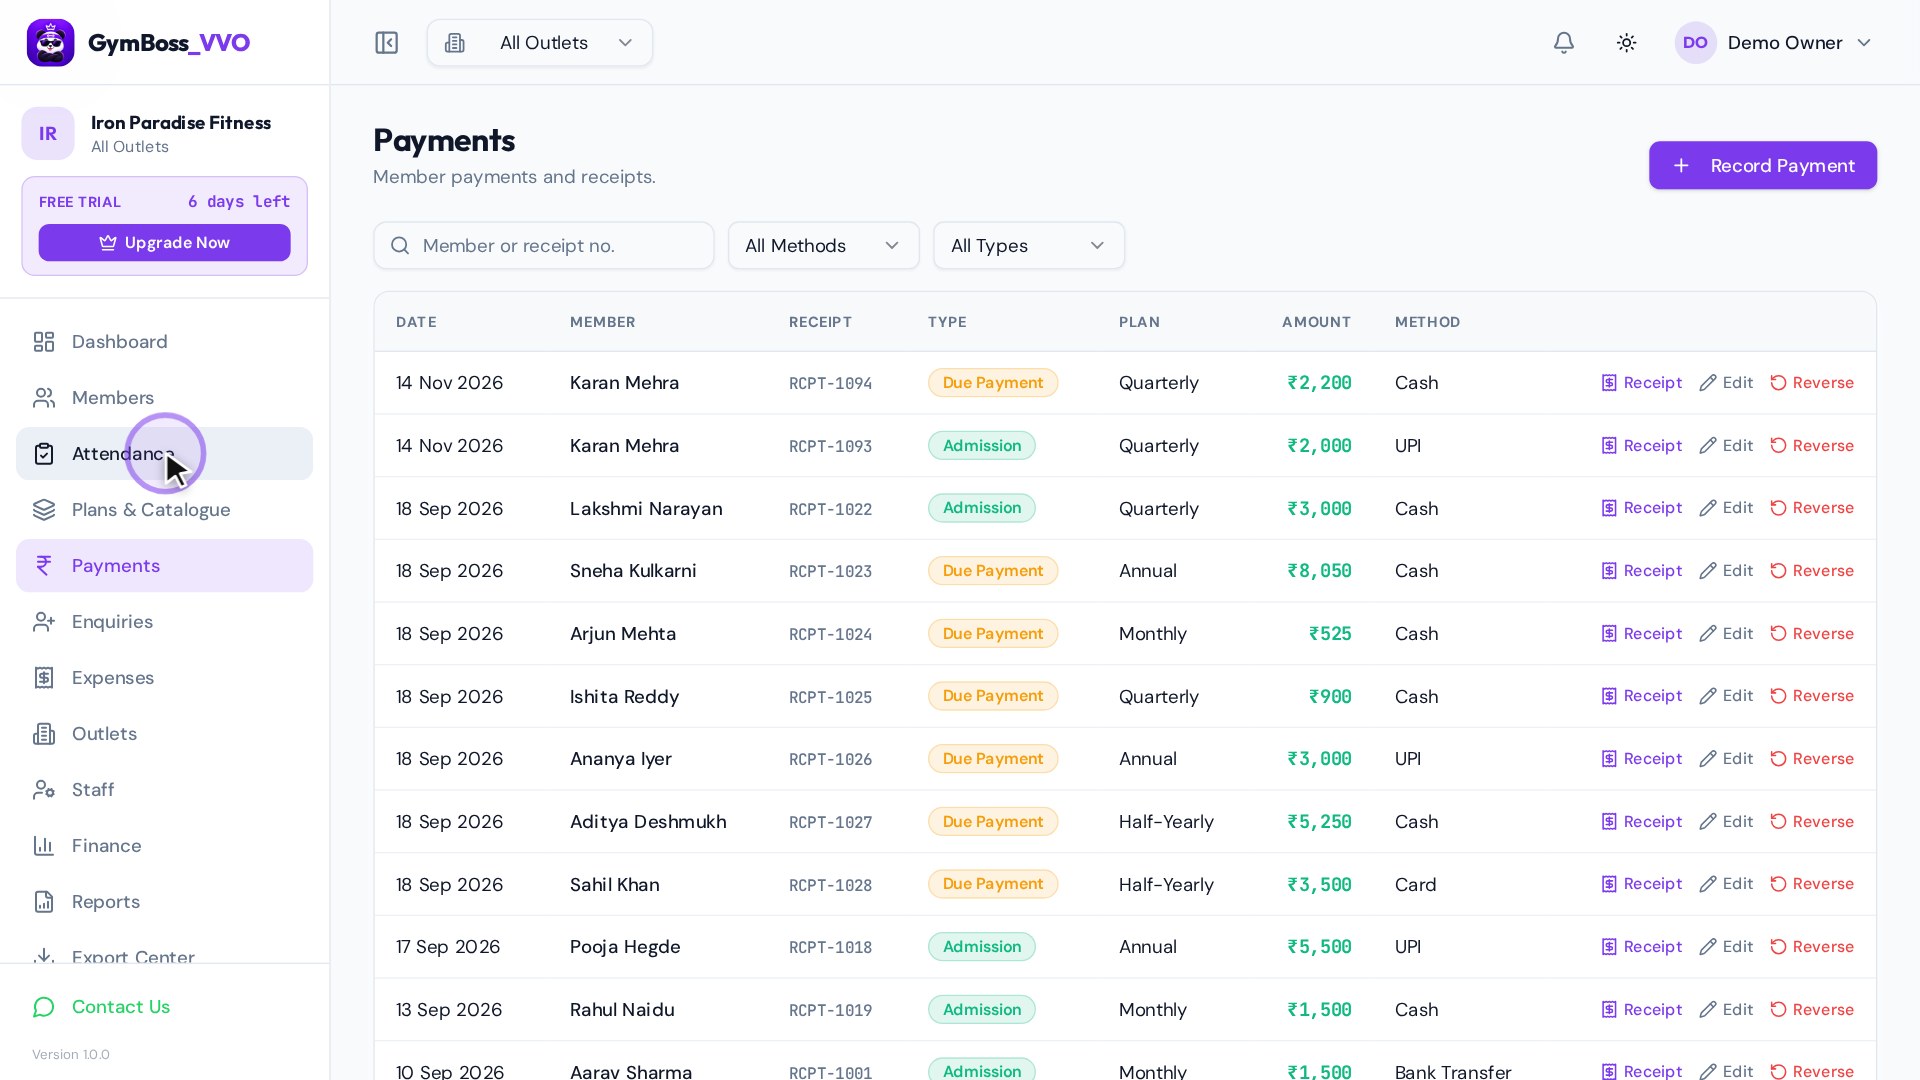 GymBoss_VVO
All Outlets
DO Demo Owner
IR Iron Paradise Fitness
All Outlets
FREE TRIAL 6 days left
Upgrade Now
Dashboard
Members
Attendance
Plans & Catalogue
Payments
Enquiries
Expenses
Outlets
Staff
Finance
Reports
Export Center
Contact Us
Version 1.0.0
Payments
Member payments and receipts.
Record Payment
Member or receipt no. All Methods All Types
DATE MEMBER RECEIPT TYPE PLAN AMOUNT METHOD
14 Nov 2026 Karan Mehra RCPT-1094 Due Payment Quarterly ₹2,200 Cash Receipt Edit Reverse
14 Nov 2026 Karan Mehra RCPT-1093 Admission Quarterly ₹2,000 UPI Receipt Edit Reverse
18 Sep 2026 Lakshmi Narayan RCPT-1022 Admission Quarterly ₹3,000 Cash Receipt Edit Reverse
18 Sep 2026 Sneha Kulkarni RCPT-1023 Due Payment Annual ₹8,050 Cash Receipt Edit Reverse
18 Sep 2026 Arjun Mehta RCPT-1024 Due Payment Monthly ₹525 Cash Receipt Edit Reverse
18 Sep 2026 Ishita Reddy RCPT-1025 Due Payment Quarterly ₹900 Cash Receipt Edit Reverse
18 Sep 2026 Ananya Iyer RCPT-1026 Due Payment Annual ₹3,000 UPI Receipt Edit Reverse
18 Sep 2026 Aditya Deshmukh RCPT-1027 Due Payment Half-Yearly ₹5,250 Cash Receipt Edit Reverse
18 Sep 2026 Sahil Khan RCPT-1028 Due Payment Half-Yearly ₹3,500 Card Receipt Edit Reverse
17 Sep 2026 Pooja Hegde RCPT-1018 Admission Annual ₹5,500 UPI Receipt Edit Reverse
13 Sep 2026 Rahul Naidu RCPT-1019 Admission Monthly ₹1,500 Cash Receipt Edit Reverse
10 Sep 2026 Aarav Sharma RCPT-1001 Admission Monthly ₹1,500 Bank Transfer Receipt Edit Reverse